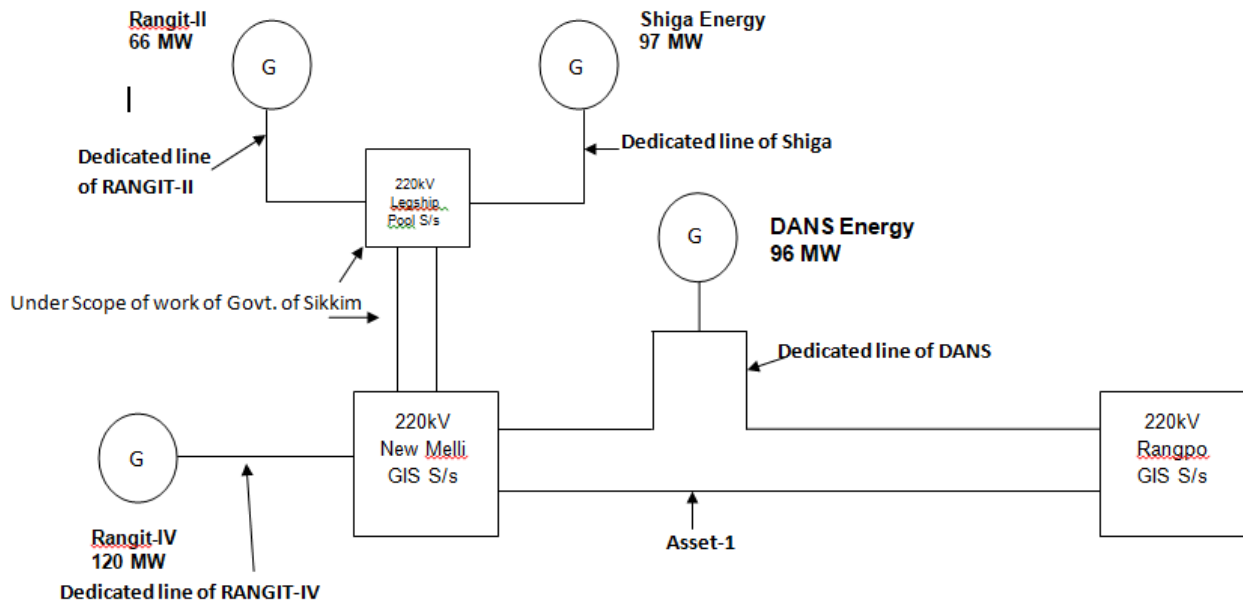 Rangit-II
66 MW
G
Shiga Energy
97 MW
G
Dedicated line
of RANGIT-II
Dedicated line of Shiga
220kV
Legship
Pool S/s
G
DANS Energy
96 MW
Under Scope of work of Govt. of Sikkim
Dedicated line of DANS
220kV
New Melli
GIS S/s
220kV
Rangpo
GIS S/s
G
Asset-1
Rangit-IV
120 MW
Dedicated line of RANGIT-IV